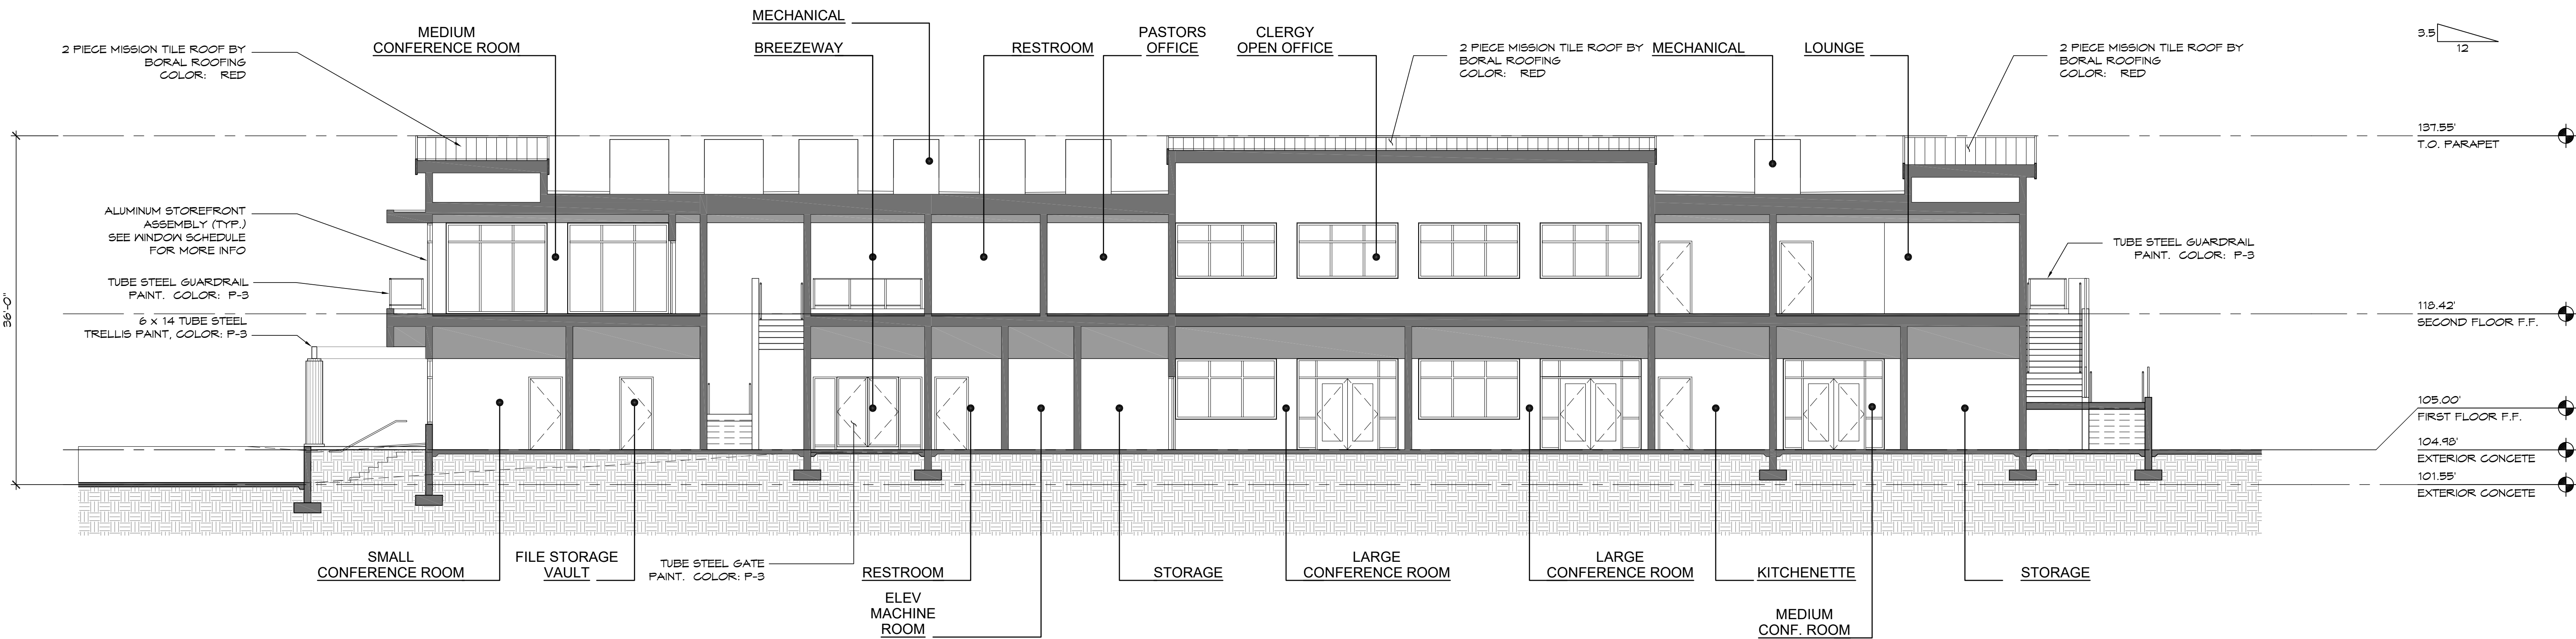 MECHANICAL
MEDIUM
CONFERENCE ROOM
BREEZEWAY
RESTROOM
PASTORS
OFFICE
CLERGY
OPEN OFFICE
2 PIECE MISSION TILE ROOF BY
BORAL ROOFING
COLOR: RED
2 PIECE MISSION TILE ROOF BY
BORAL ROOFING
COLOR: RED
MECHANICAL
LOUNGE
2 PIECE MISSION TILE ROOF BY
BORAL ROOFING
COLOR: RED
3.5
12
137.55'
T.O. PARAPET
ALUMINUM STOREFRONT
ASSEMBLY (TYP.)
SEE WINDOW SCHEDULE
FOR MORE INFO
TUBE STEEL GUARDRAIL
PAINT. COLOR: P-3
TUBE STEEL GUARDRAIL
PAINT. COLOR: P-3
36'-0"
6 x 14 TUBE STEEL
TRELLIS PAINT, COLOR: P-3
118.42'
SECOND FLOOR F.F.
105.00'
FIRST FLOOR F.F.
104.98'
EXTERIOR CONCETE
101.55'
EXTERIOR CONCETE
SMALL
CONFERENCE ROOM
FILE STORAGE
VAULT
TUBE STEEL GATE
PAINT. COLOR: P-3
RESTROOM
ELEV
MACHINE
ROOM
STORAGE
LARGE
CONFERENCE ROOM
LARGE
CONFERENCE ROOM
KITCHENETTE
MEDIUM
CONF. ROOM
STORAGE